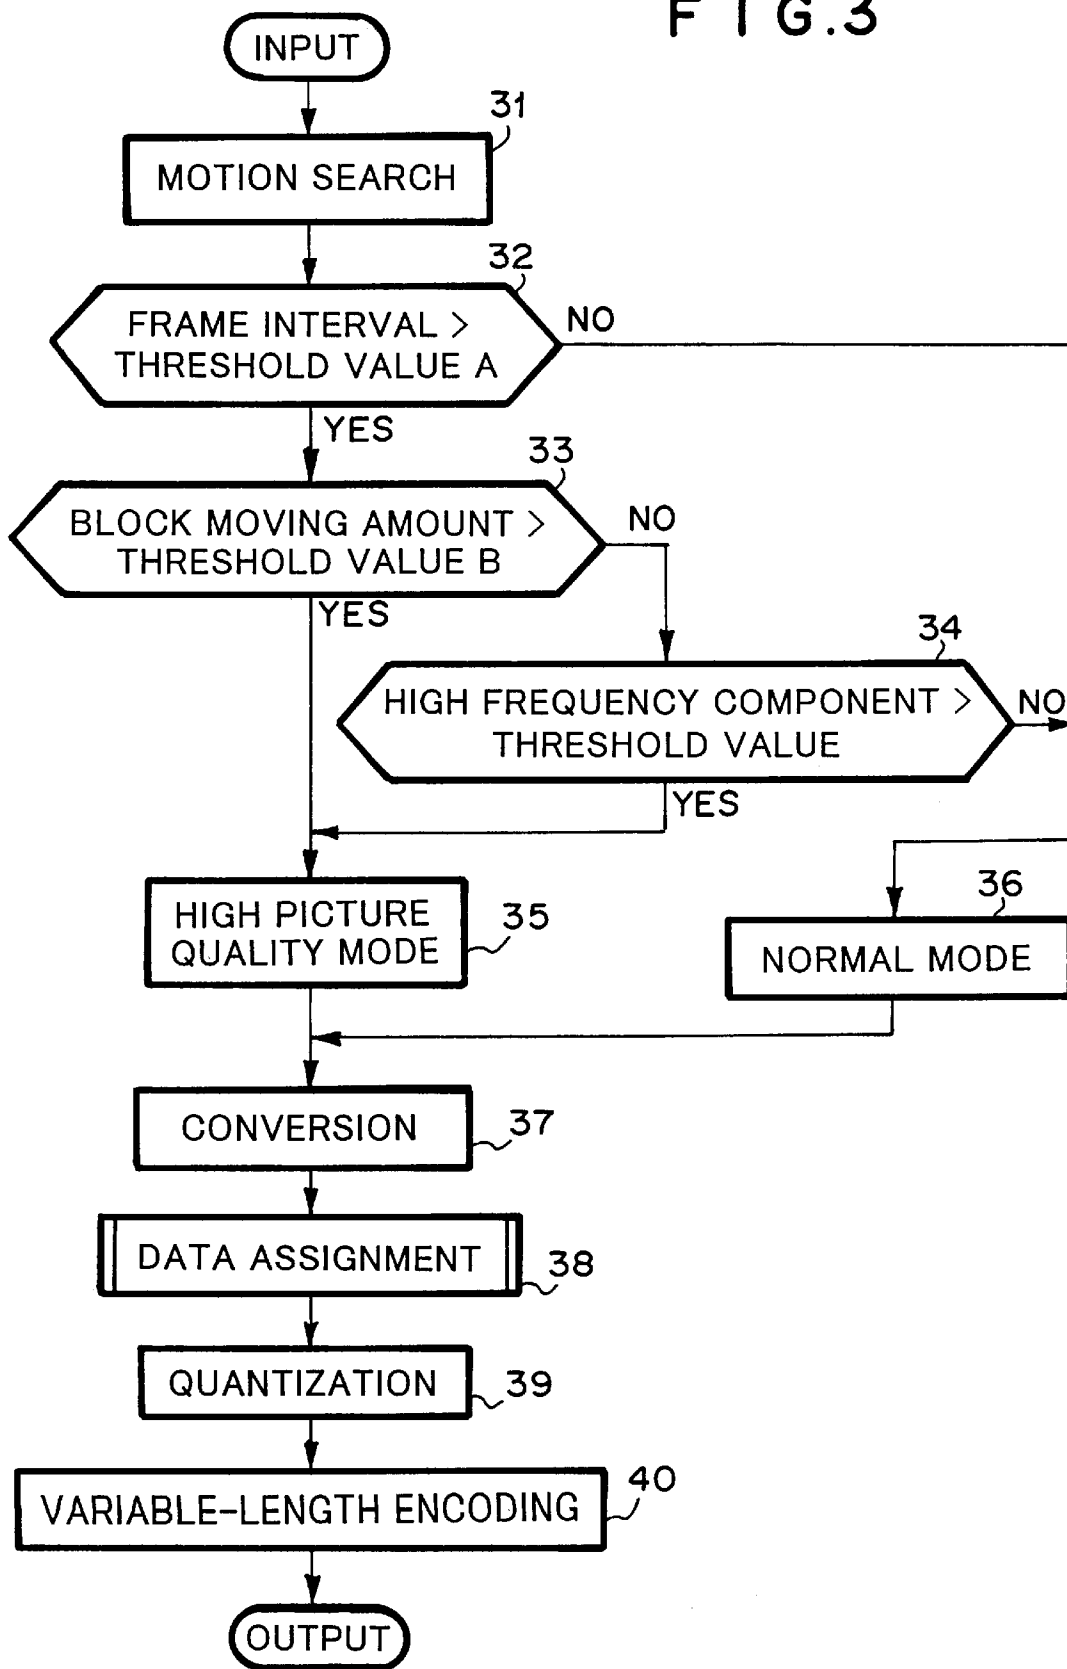 FIG.3
INPUT
31
MOTION SEARCH
32
FRAME INTERVAL >
THRESHOLD VALUE A
NO
YES
33
BLOCK MOVING AMOUNT >
THRESHOLD VALUE B
NO
YES
34
HIGH FREQUENCY COMPONENT >
THRESHOLD VALUE
NO
YES
HIGH PICTURE
QUALITY MODE
35
36
NORMAL MODE
CONVERSION
37
DATA ASSIGNMENT
38
QUANTIZATION
39
VARIABLE-LENGTH ENCODING
40
OUTPUT